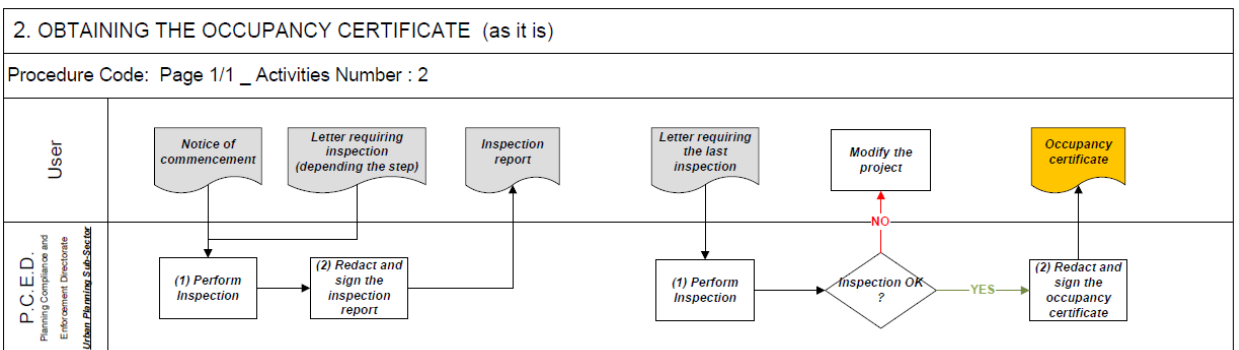 2. OBTAINING THE OCCUPANCY CERTIFICATE (as it is)
Procedure Code: Page 1/1 _ Activities Number : 2
User
Notice of
commencement
Letter requiring
inspection
(depending the step)
Inspection
report
Letter requiring
the last
inspection
Modify the
project
Occupancy
certificate
NO
P.C.E.D.
Planning Compliance and
Enforcement Directorate
Urban Planning Sub-Sector
(1) Perform
Inspection
(2) Redact and
sign the
inspection
report
(1) Perform
Inspection
Inspection OK
?
YES
(2) Redact and
sign the
occupancy
certificate